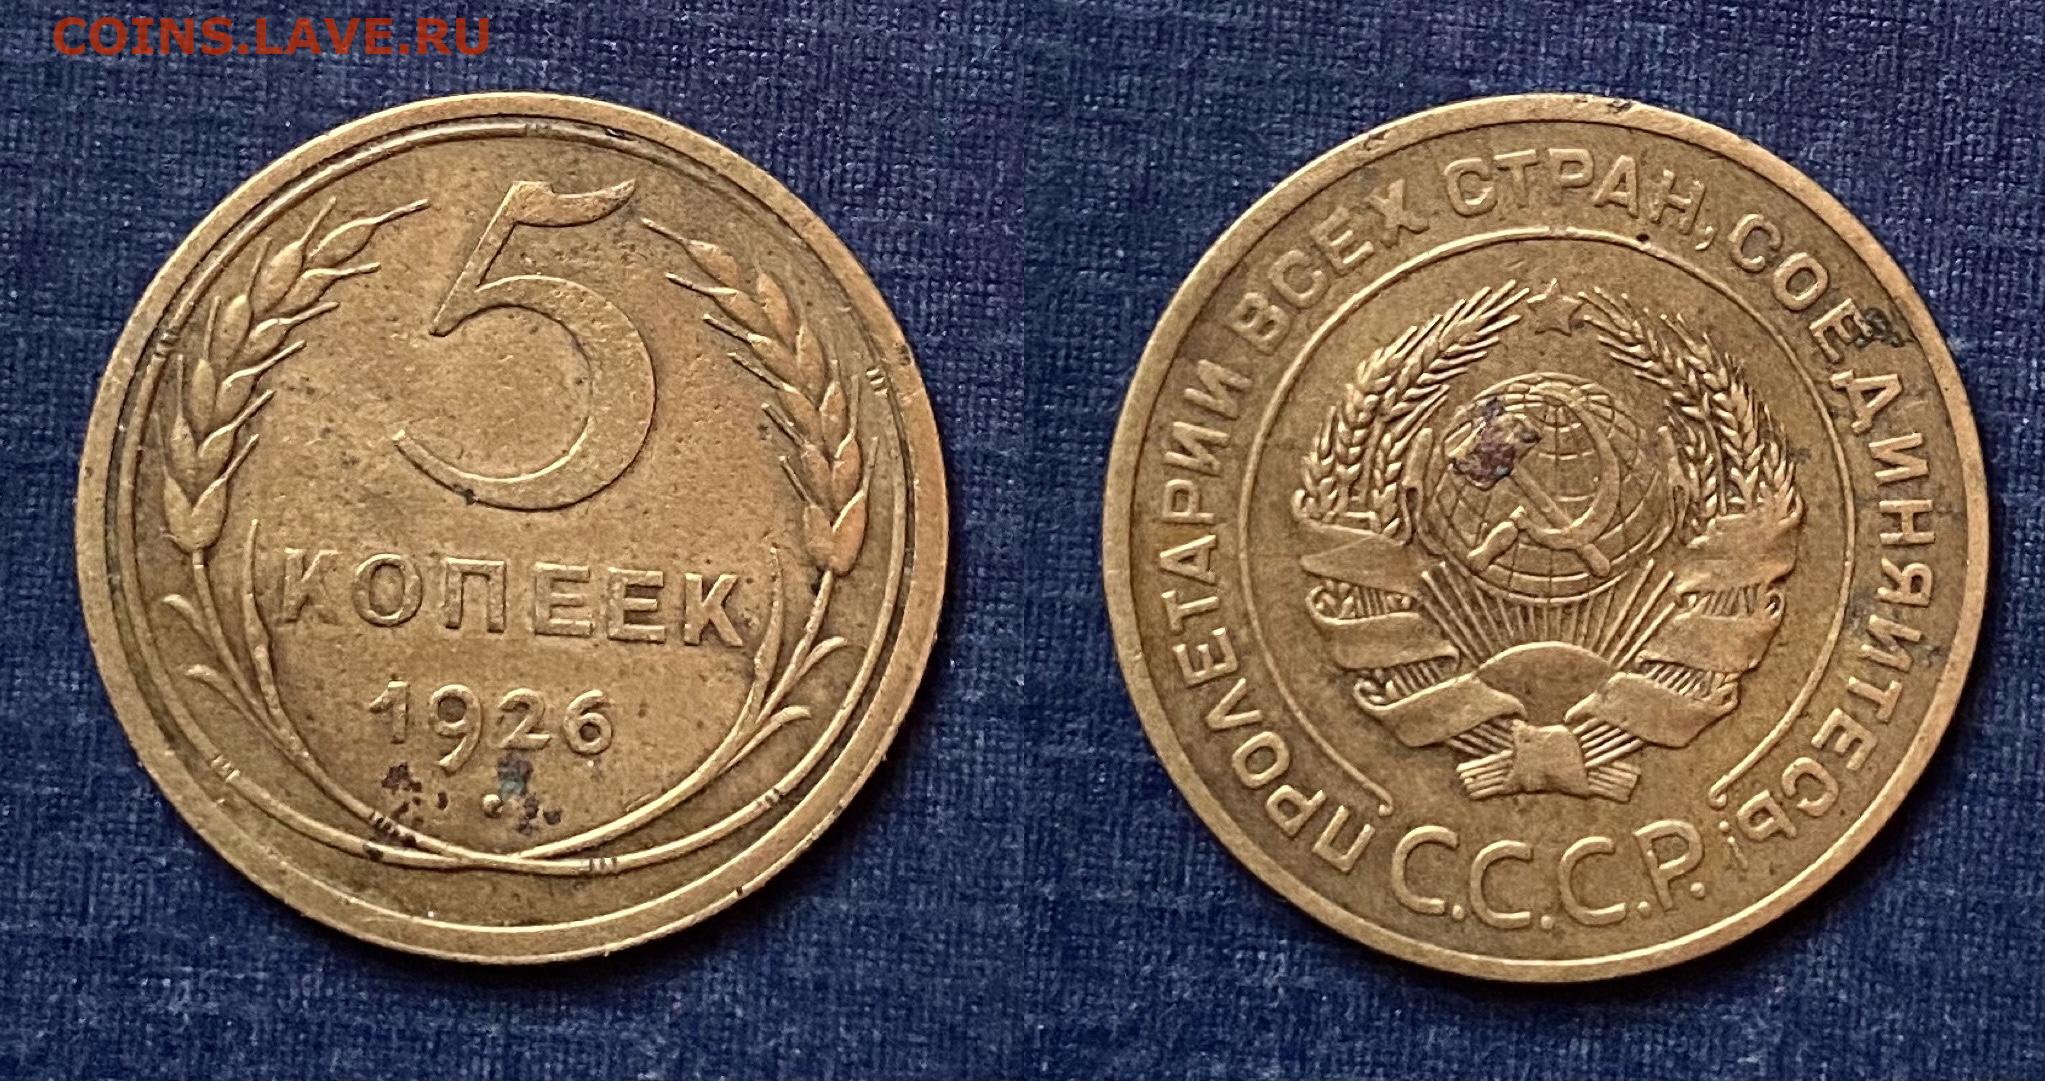 COINS.LAVE.RU
5
КОПЕЕК
1926
ПРОЛЕТАРИИ ВСЕХ СТРАН, СОЕДИНЯЙТЕСЬ!
С.С.С.Р.